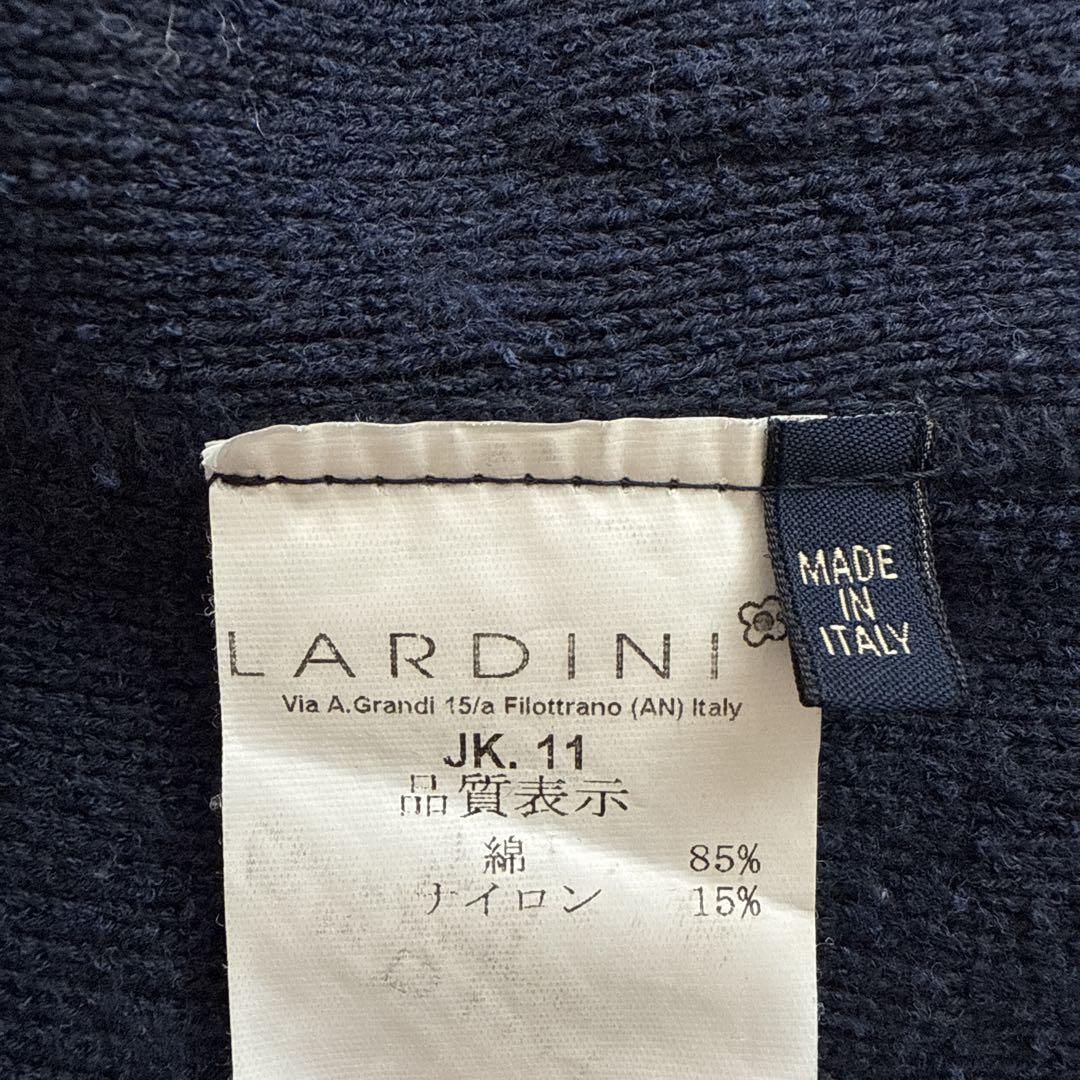 LARDINI
Via A.Grandi 15/a Filottrano (AN) Italy
JK. 11
品質表示
綿 85%
ナイロン 15%
MADE
IN
ITALY